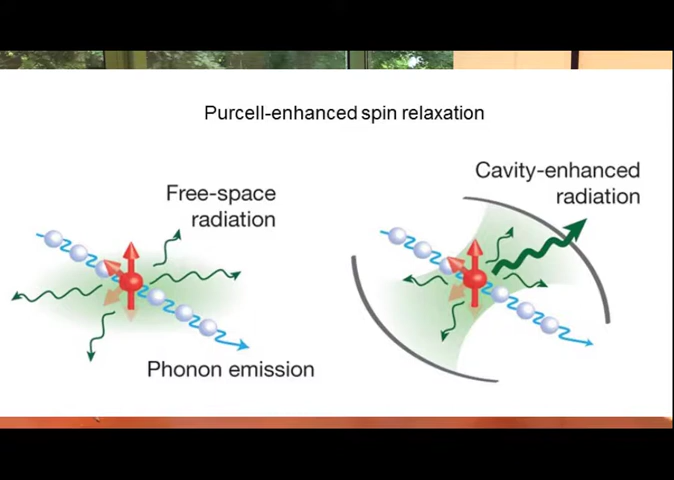 Purcell-enhanced spin relaxation
Free-space
radiation
Phonon emission
Cavity-enhanced
radiation